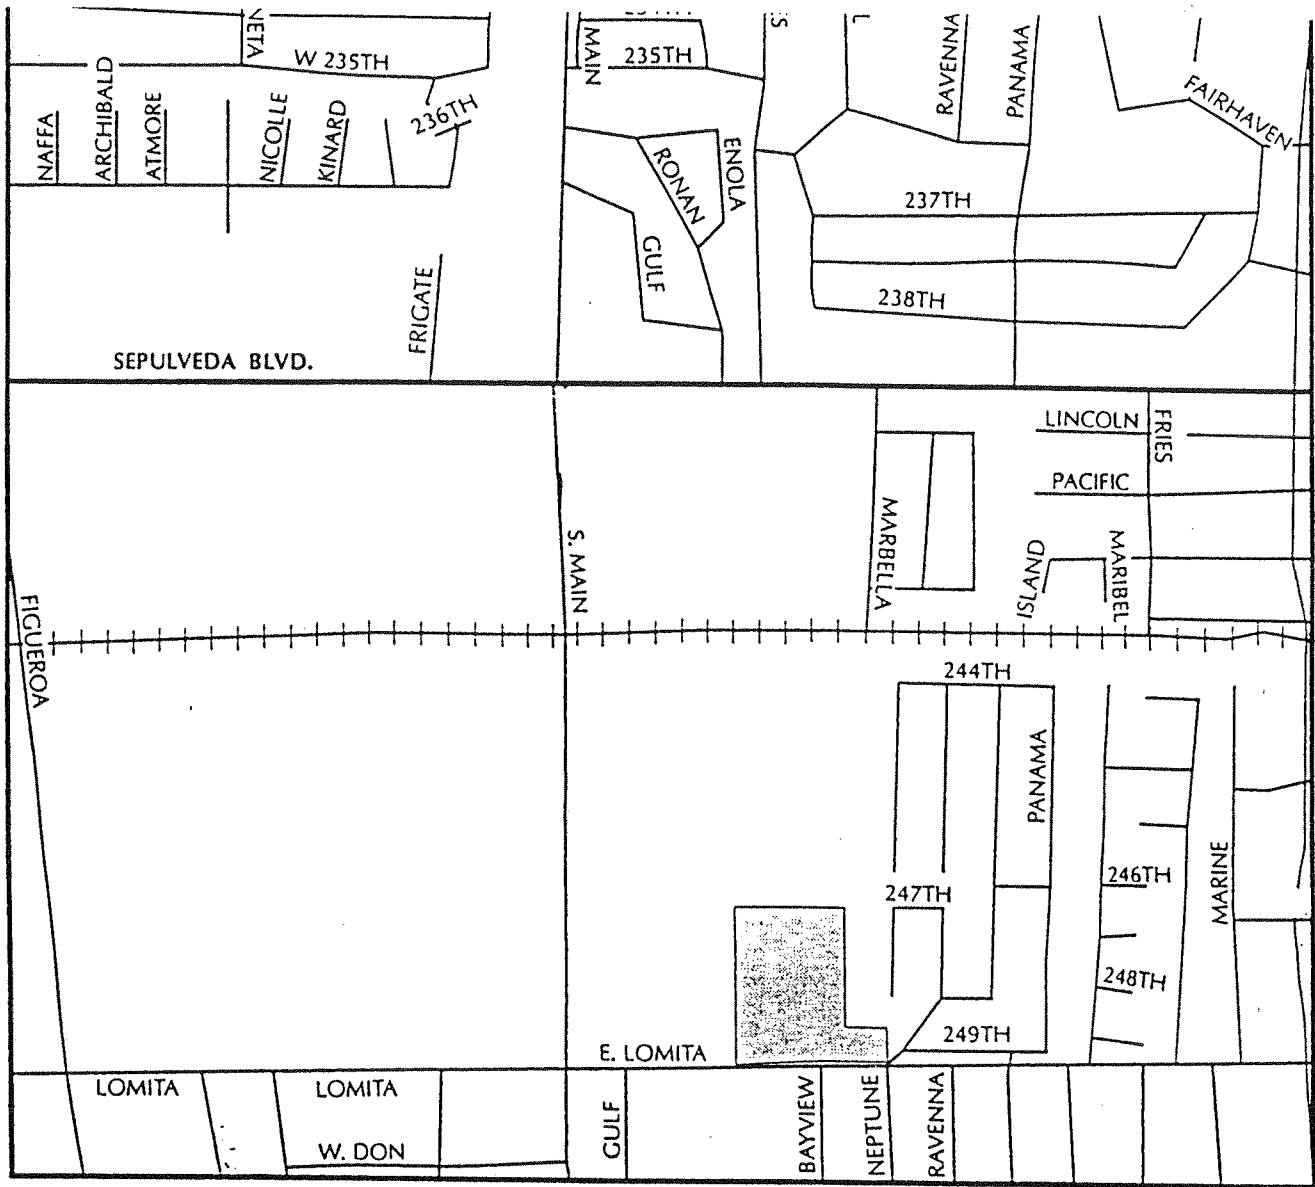 NETA
MAIN
RAVENNA
PANAMA
W 235TH
235TH
FAIRHAVEN
NAFFA
ARCHIBALD
ATMORE
NICOLLE
KINARD
236TH
RONAN
ENOLA
237TH
GULF
FRIGATE
238TH
SEPULVEDA BLVD.
LINCOLN
FRIES
PACIFIC
MARBELLA
S. MAIN
ISLAND
MARIBEL
FIGUEROA
244TH
PANAMA
246TH
MARINE
247TH
248TH
249TH
E. LOMITA
LOMITA
LOMITA
GULF
BAYVIEW
NEPTUNE
RAVENNA
W. DON